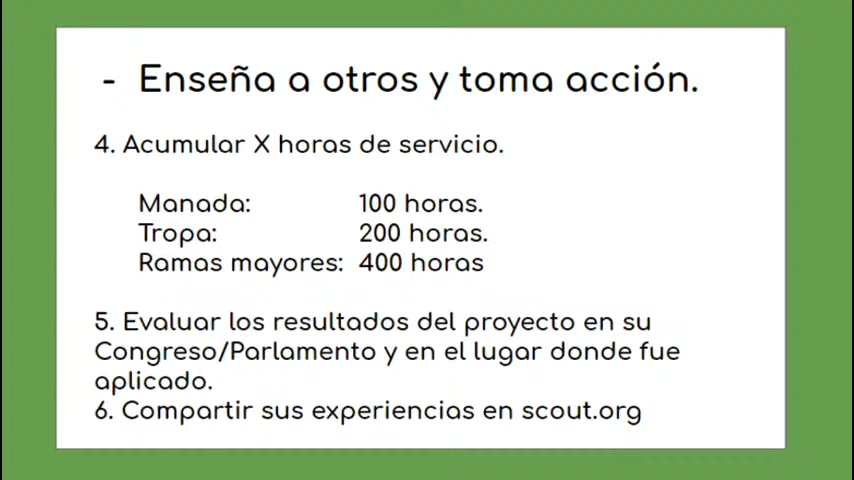 - Enseña a otros y toma acción.
4. Acumular X horas de servicio.
Manada: 100 horas.
Tropa: 200 horas.
Ramas mayores: 400 horas
5. Evaluar los resultados del proyecto en su
Congreso/Parlamento y en el lugar donde fue
aplicado.
6. Compartir sus experiencias en scout.org